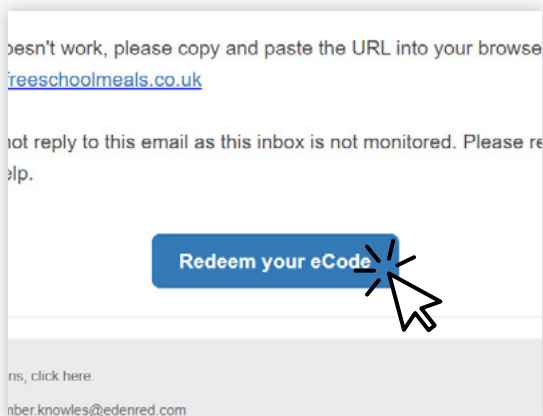 oesn't work, please copy and paste the URL into your browse
freeschoolmeals.co.uk
not reply to this email as this inbox is not monitored. Please re
elp.
Redeem your eCode
ns, click here.
mber.knowles@edenred.com